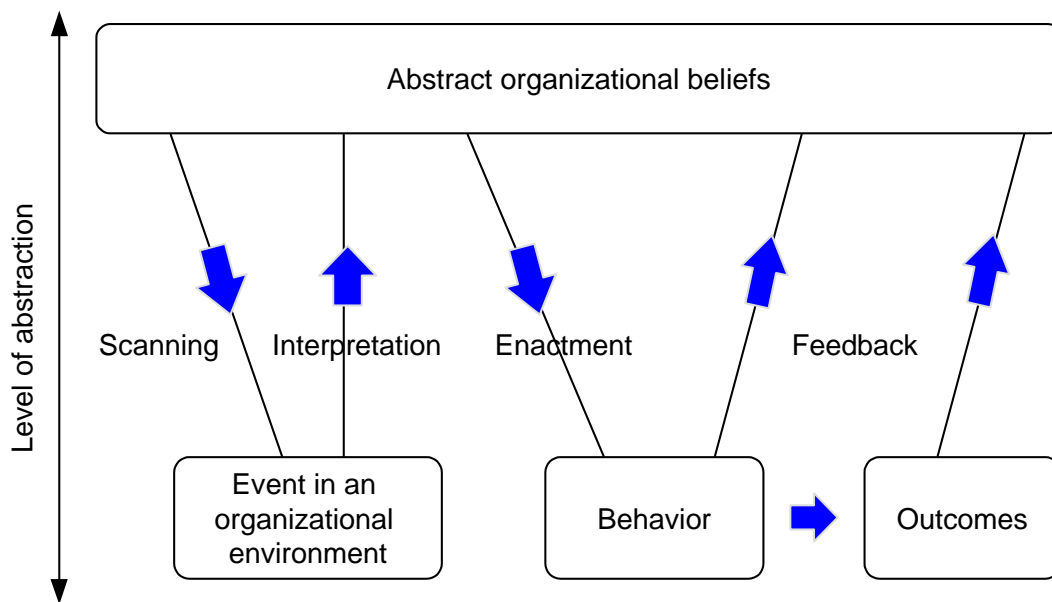 Abstract organizational beliefs
Level of abstraction
Scanning
Interpretation
Enactment
Feedback
Event in an
organizational
environment
Behavior
Outcomes